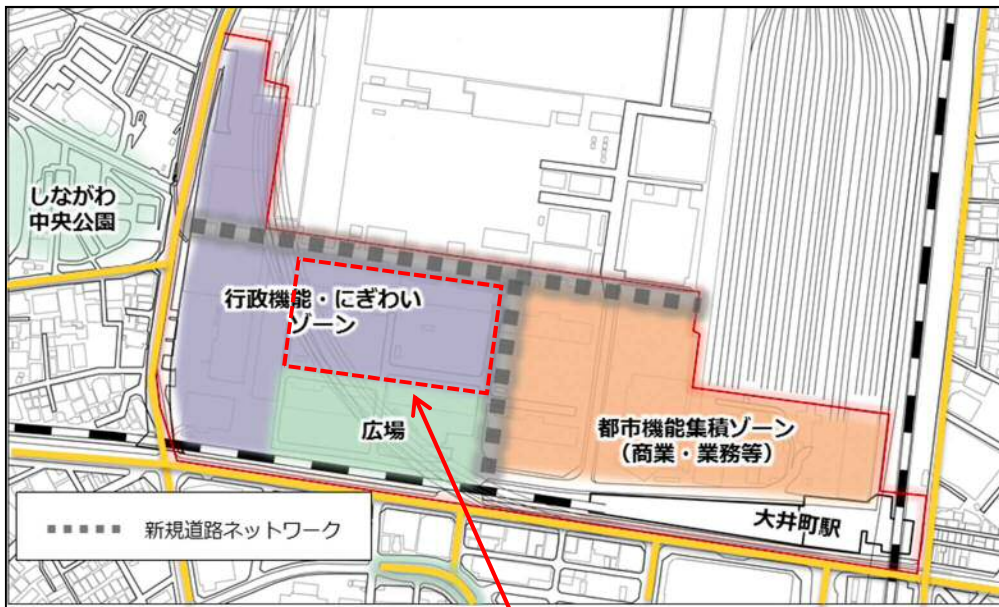 しながわ
中央公園
行政機能・にぎわい
ゾーン
広場
都市機能集積ゾーン
（商業・業務等）
大井町駅
新規道路ネットワーク